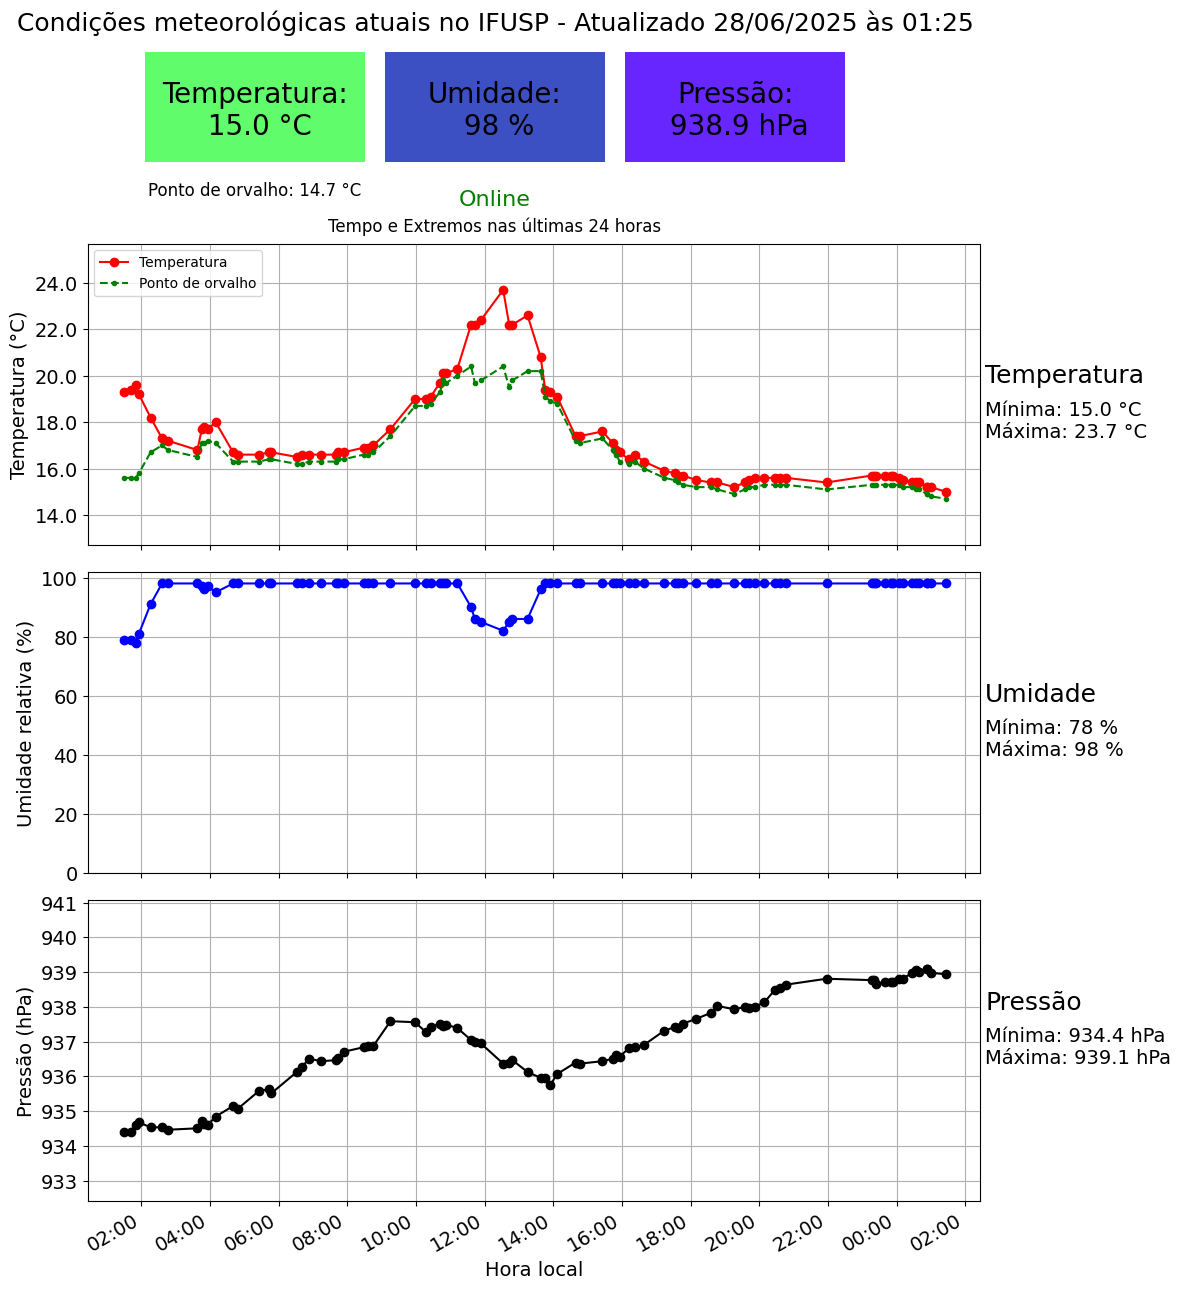 Condições meteorológicas atuais no IFUSP - Atualizado 28/06/2025 às 01:25
Temperatura:
15.0 °C
Umidade:
98 %
Pressão:
938.9 hPa
Ponto de orvalho: 14.7 °C
Online
Tempo e Extremos nas últimas 24 horas
Temperatura
Ponto de orvalho
Temperatura (°C)
24.0
22.0
20.0
18.0
16.0
14.0
Temperatura
Mínima: 15.0 °C
Máxima: 23.7 °C
Umidade relativa (%)
100
80
60
40
20
0
Umidade
Mínima: 78 %
Máxima: 98 %
Pressão (hPa)
941
940
939
938
937
936
935
934
933
Pressão
Mínima: 934.4 hPa
Máxima: 939.1 hPa
02:00
04:00
06:00
08:00
10:00
12:00
14:00
16:00
18:00
20:00
22:00
00:00
02:00
Hora local